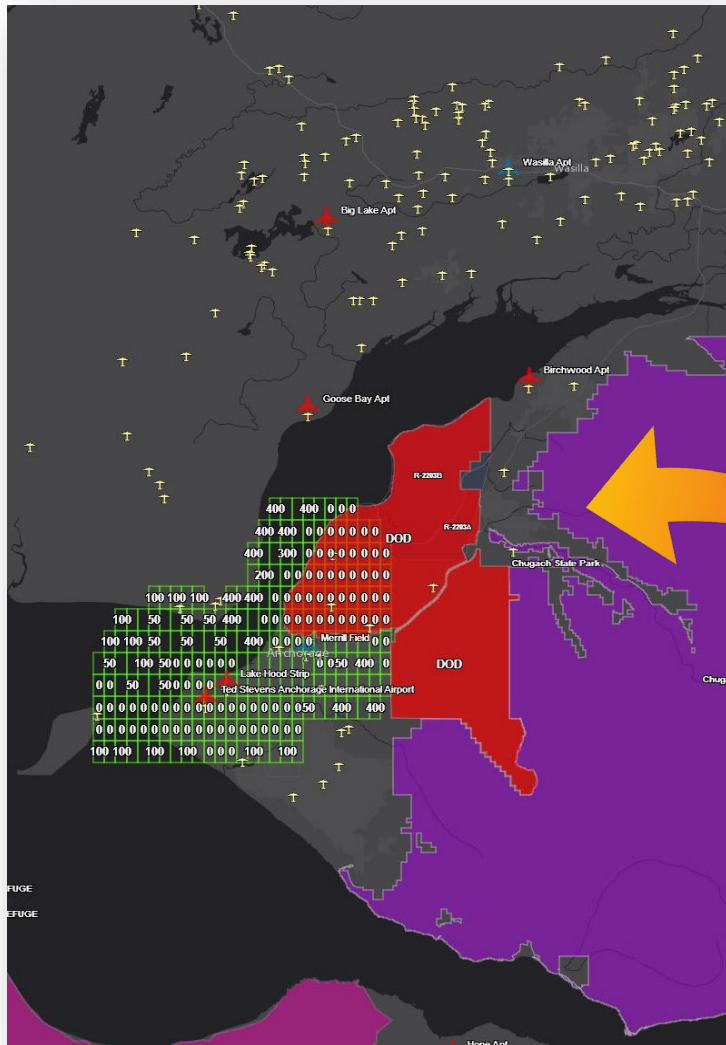 Wasilla Apt
Wasilla
Big Lake Apt
Birchwood Apt
Goose Bay Apt
R-2203B
400 400 0 0 0
R-2203A
400 400 0 0 0 0 0 0 0
DOD
400 300 0 0 0 0 0 0 0 0
Chugach State Park
200 0 0 0 0 0 0 0 0 0 0
100 100 100 400 400 0 0 0 0 0 0 0 0 0 0 0
100 50 50 50 400 0 0 0 0 0 0 0 0 0 0 0 0
Merrill Field
100 100 50 50 50 400 0 0 0 0
Anchorage
50 100 50 0 0 0 0 0 0 0 0 50 400 0
DOD
Lake Hood Strip
Chug
0 0 50 50 0 0 0 0
Ted Stevens Anchorage International Airport
0 0 0 0 0 0 0 0 0 0 0 0 0 0 0 0 0 0 0 50 400 400
0 0 0 0 0 0 0 0 0 0 0 0 0 0 0 0 0 0 0
100 100 100 100 0 0 0 100 100
FUGE
EFUGE
Hope Apt